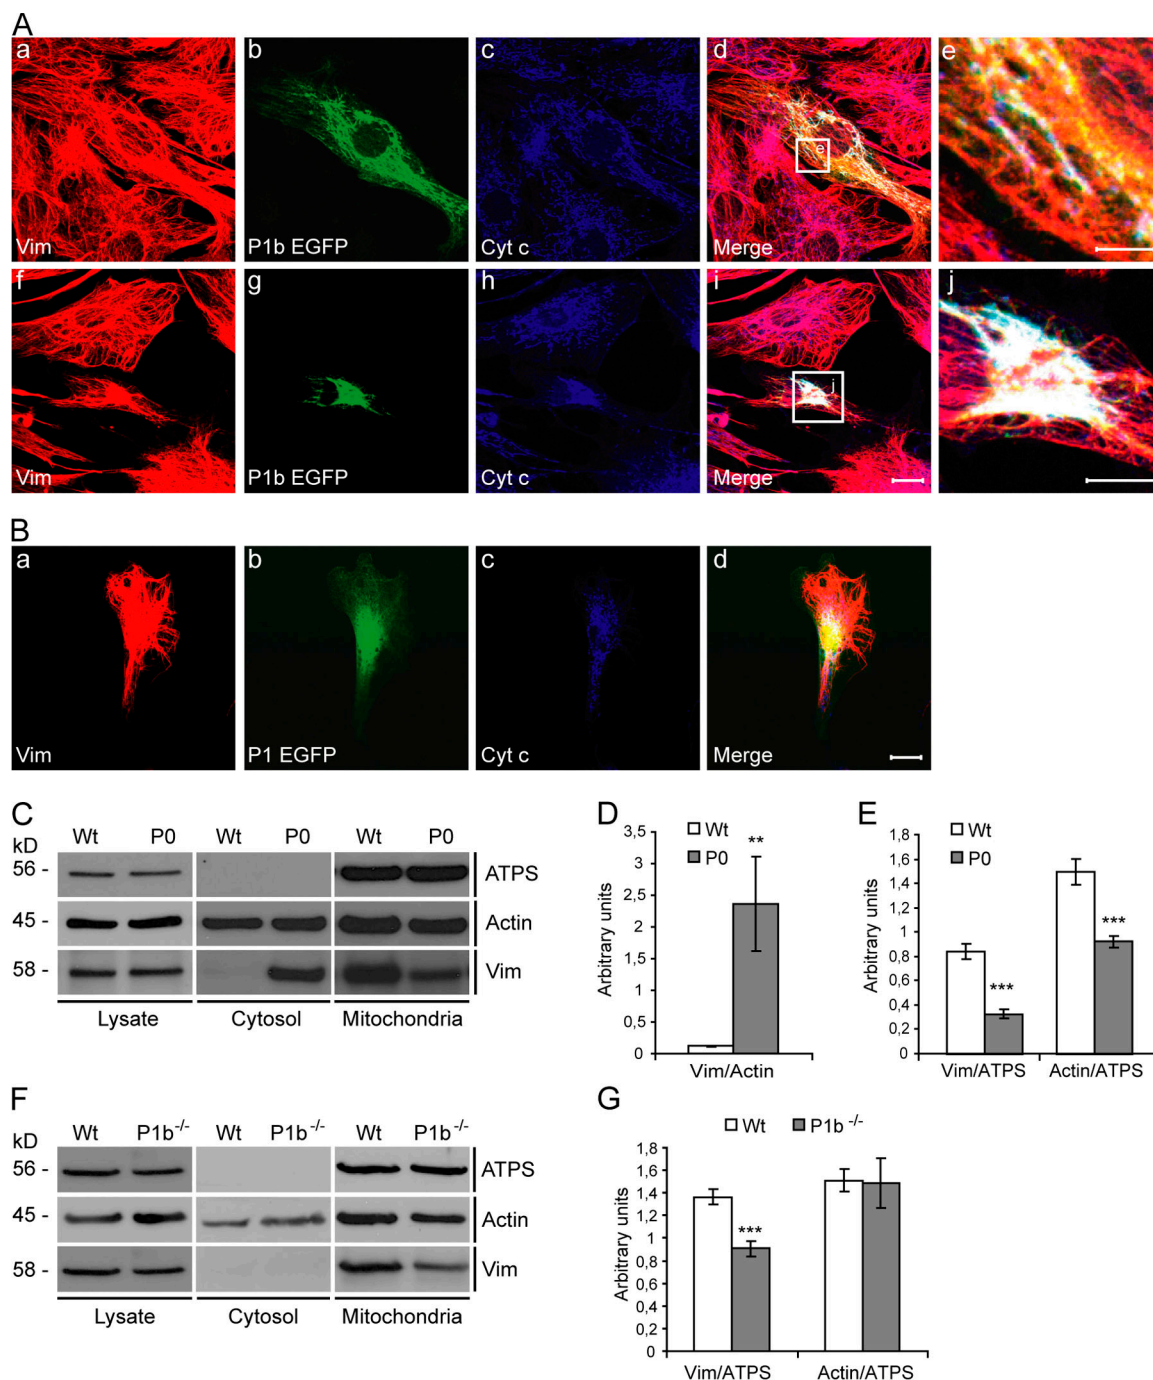 A
a b c d e
e
Vim P1b EGFP Cyt c Merge
f g h i j
j
Vim P1b EGFP Cyt c Merge
B
a b c d
Vim P1 EGFP Cyt c Merge
C
kD Wt P0 Wt P0 Wt P0
56 - ATPS
45 - Actin
58 - Vim
Lysate Cytosol Mitochondria
D
Arbitrary units
3,5
3
2,5
2
1,5
1
0,5
0
Wt
P0
**
Vim/Actin
E
Arbitrary units
1,8
1,6
1,4
1,2
1
0,8
0,6
0,4
0,2
0
Wt
P0
***
***
Vim/ATPS Actin/ATPS
F
kD Wt P1b-/- Wt P1b-/- Wt P1b-/-
56 - ATPS
45 - Actin
58 - Vim
Lysate Cytosol Mitochondria
G
Wt P1b -/-
Arbitrary units
1,8
1,6
1,4
1,2
1
0,8
0,6
0,4
0,2
0
***
Vim/ATPS Actin/ATPS